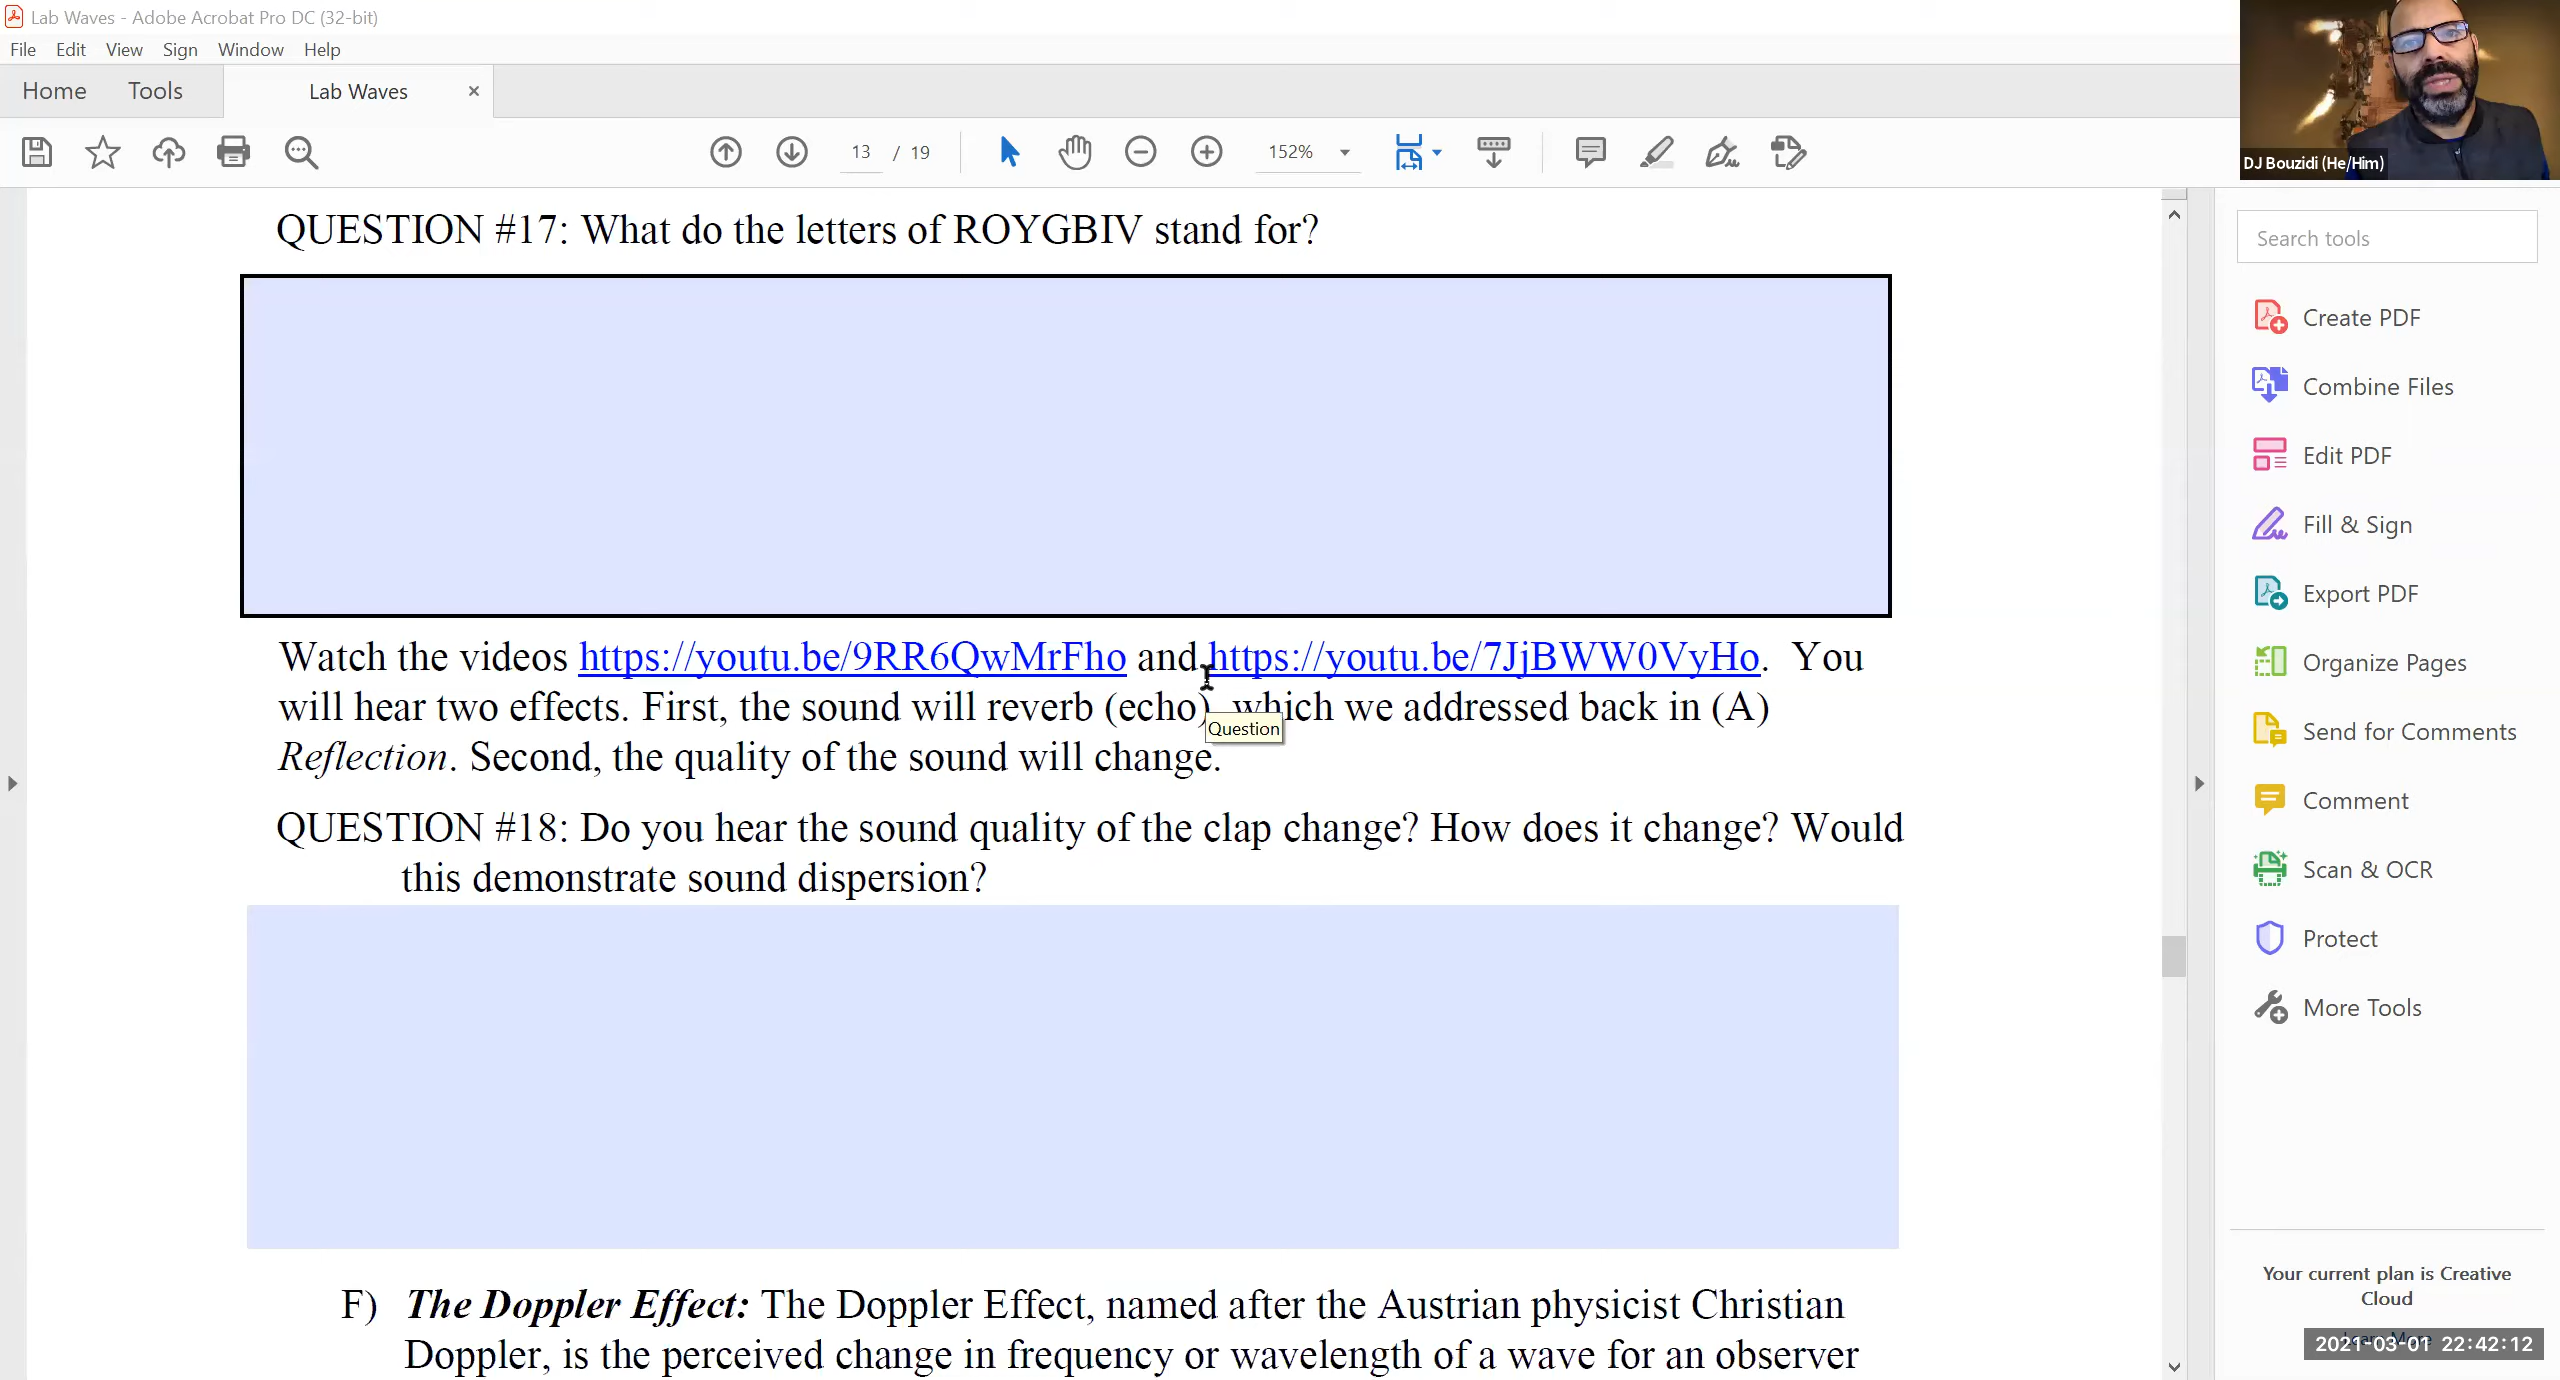 Lab Waves - Adobe Acrobat Pro DC (32-bit)
File Edit View Sign Window Help
Home Tools Lab Waves ×
13 / 19 152%
DJ Bouzidi (He/Him)
QUESTION #17: What do the letters of ROYGBIV stand for?
Watch the videos https://youtu.be/9RR6QwMrFho and https://youtu.be/7JjBWW0VyHo. You
will hear two effects. First, the sound will reverb (echo), which we addressed back in (A)
Question
Reflection. Second, the quality of the sound will change.
QUESTION #18: Do you hear the sound quality of the clap change? How does it change? Would
this demonstrate sound dispersion?
F) The Doppler Effect: The Doppler Effect, named after the Austrian physicist Christian
Doppler, is the perceived change in frequency or wavelength of a wave for an observer
Search tools
Create PDF
Combine Files
Edit PDF
Fill & Sign
Export PDF
Organize Pages
Send for Comments
Comment
Scan & OCR
Protect
More Tools
Your current plan is Creative
Cloud
Learn More
2021-03-01 22:42:12